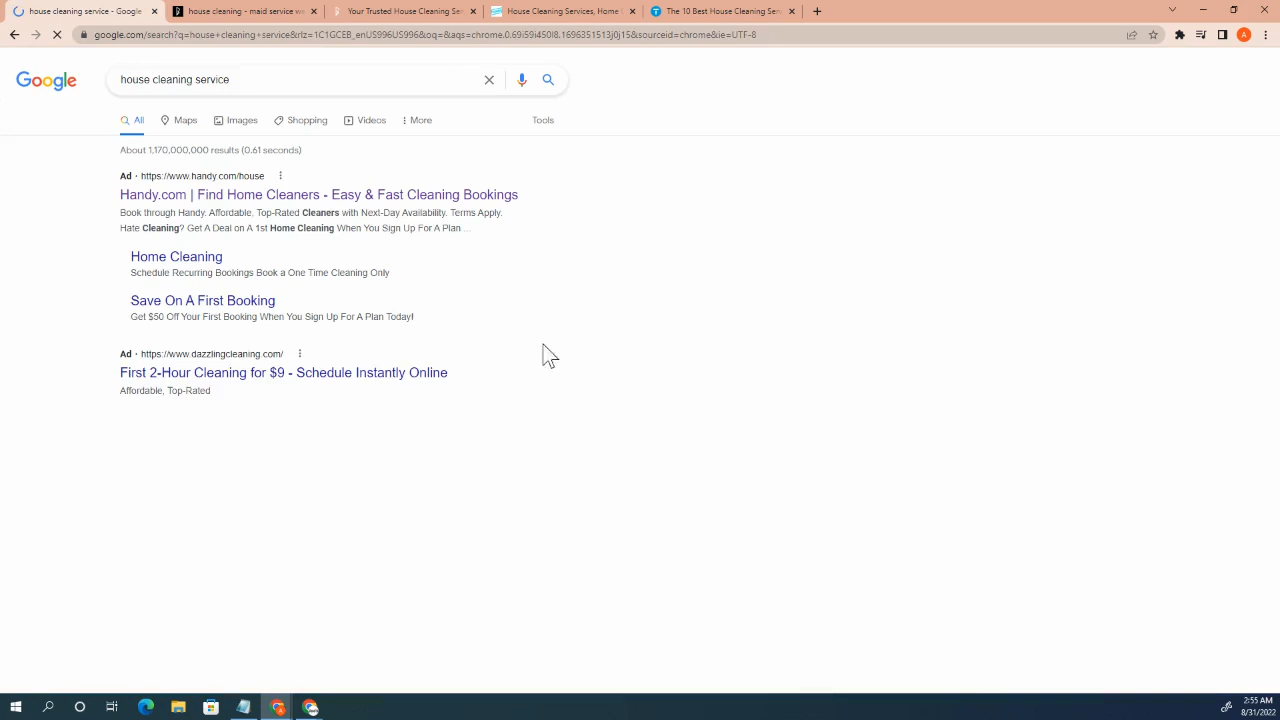 house cleaning service - Google
house cleaning - maid service we
Your Trusted House Cleaning Se
House Cleaning Services, Home
The 10 Best House Cleaning Ser
google.com/search?q=house+cleaning+service&rlz=1C1GCEB_enUS996US996&oq=&aqs=chrome.0.69i59i450l8.1696351513j0j15&sourceid=chrome&ie=UTF-8
A
Google
house cleaning service
All
Maps
Images
Shopping
Videos
More
Tools
About 1,170,000,000 results (0.61 seconds)
Ad · https://www.handy.com/house
Handy.com | Find Home Cleaners - Easy & Fast Cleaning Bookings
Book through Handy. Affordable, Top-Rated Cleaners with Next-Day Availability. Terms Apply.
Hate Cleaning? Get A Deal on A 1st Home Cleaning When You Sign Up For A Plan ...
Home Cleaning
Schedule Recurring Bookings Book a One Time Cleaning Only
Save On A First Booking
Get $50 Off Your First Booking When You Sign Up For A Plan Today!
Ad · https://www.dazzlingcleaning.com/
First 2-Hour Cleaning for $9 - Schedule Instantly Online
Affordable, Top-Rated
2:55 AM
8/31/2022